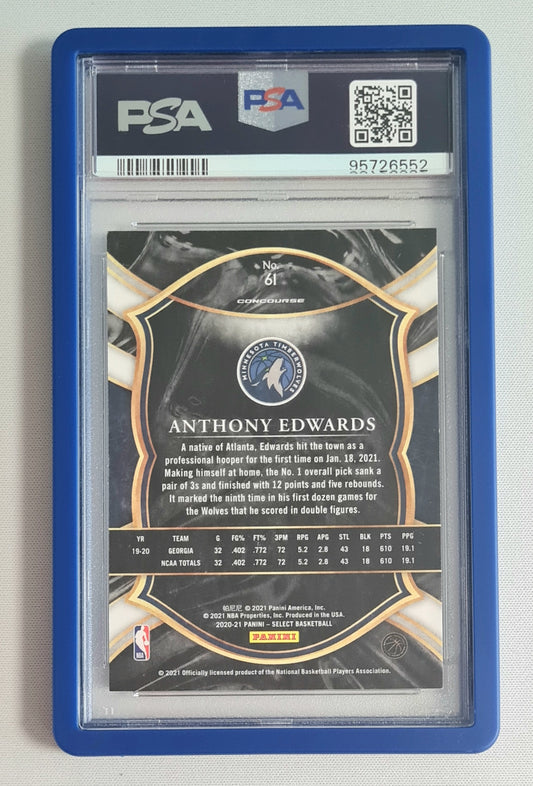 PSA
PSA
95726552
No.
61
CONCOURSE
MINNESOTA TIMBERWOLVES
ANTHONY EDWARDS
A native of Atlanta, Edwards hit the town as a
professional hooper for the first time on Jan. 18, 2021.
Making himself at home, the No. 1 overall pick sank a
pair of 3s and finished with 12 points and five rebounds.
It marked the ninth time in his first dozen games for
the Wolves that he scored in double figures.
YR TEAM G FG% FT% 3PM RPG APG STL BLK PTS PPG
19-20 GEORGIA 32 .402 .772 72 5.2 2.8 43 18 610 19.1
NCAA TOTALS 32 .402 .772 72 5.2 2.8 43 18 610 19.1
帕尼尼 © 2021 Panini America, Inc.
© 2021 NBA Properties, Inc. Produced in the USA.
2020-21 PANINI – SELECT BASKETBALL
PANINI
NBA
© 2021 Officially licensed product of the National Basketball Players Association.